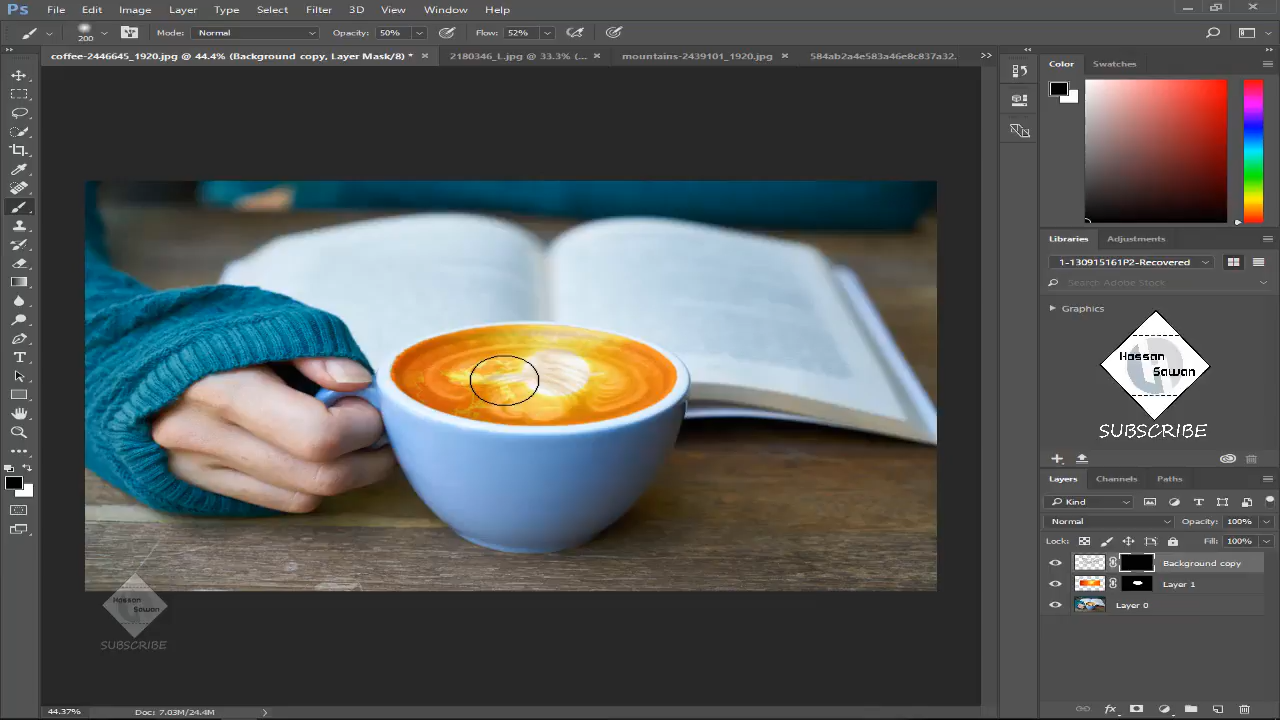 Ps File Edit Image Layer Type Select Filter 3D View Window Help
200 Mode: Normal Opacity: 50% Flow: 52%
coffee-2446645_1920.jpg @ 44.4% (Background copy, Layer Mask/8) * 2180346_L.jpg @ 33.3% (... mountains-2439101_1920.jpg 584ab2a4e583a46e8c837a32.
Color Swatches
Libraries Adjustments
1-130915161P2-Recovered
Search Adobe Stock
Graphics
Hassan
Sawan
SUBSCRIBE
Layers Channels Paths
Kind
Normal Opacity: 100%
Lock: Fill: 100%
Background copy
Layer 1
Layer 0
Hassan
Sawan
SUBSCRIBE
44.37% Doc: 7.03M/24.4M